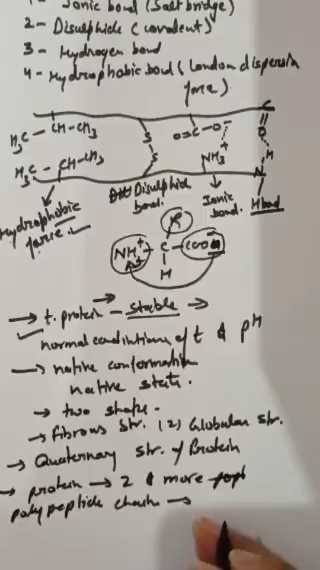 1 - Ionic bond (Salt bridge)
2 - Disulphide (covalent)
3 - Hydrogen bond
4 - Hydrophobic bond (London dispersion
force)
H3C - CH-CH3
H3C - CH-CH3
S
S
O=C-O-
NH3+
C
O
H
N
Hydrophobic
force
Disulphide
bond.
Ionic
bond.
H bond
R
NH3+ - C - COO
H
→ t. protein → stable →
normal conditions of t & pH
→ native conformation
native state.
→ two shape.
→ fibrous str. (2) Globular str.
→ Quaternary str. of Protein
→ protein → 2 & more
polypeptide chain →